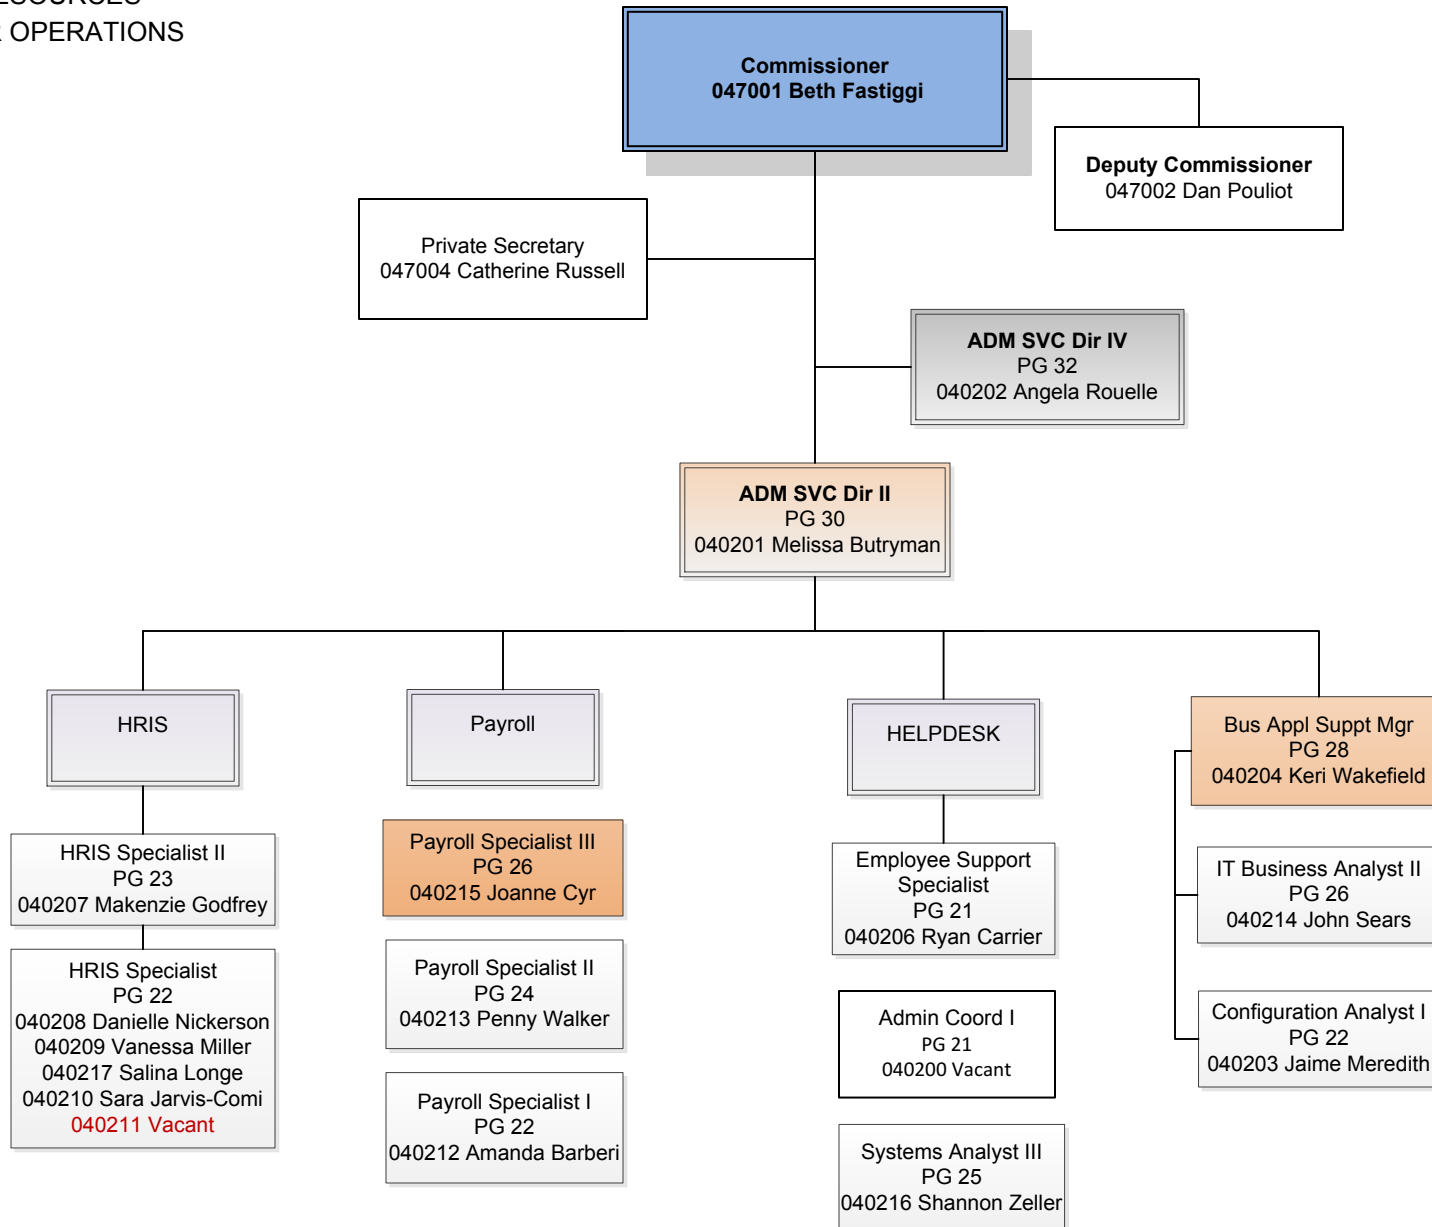 OPERATIONS
Commissioner
047001 Beth Fastiggi
Deputy Commissioner
047002 Dan Pouliot
Private Secretary
047004 Catherine Russell
ADM SVC Dir IV
PG 32
040202 Angela Rouelle
ADM SVC Dir II
PG 30
040201 Melissa Butryman
HRIS
HRIS Specialist II
PG 23
040207 Makenzie Godfrey
HRIS Specialist
PG 22
040208 Danielle Nickerson
040209 Vanessa Miller
040217 Salina Longe
040210 Sara Jarvis-Comi
040211 Vacant
Payroll
Payroll Specialist III
PG 26
040215 Joanne Cyr
Payroll Specialist II
PG 24
040213 Penny Walker
Payroll Specialist I
PG 22
040212 Amanda Barberi
HELPDESK
Employee Support
Specialist
PG 21
040206 Ryan Carrier
Admin Coord I
PG 21
040200 Vacant
Systems Analyst III
PG 25
040216 Shannon Zeller
Bus Appl Suppt Mgr
PG 28
040204 Keri Wakefield
IT Business Analyst II
PG 26
040214 John Sears
Configuration Analyst I
PG 22
040203 Jaime Meredith